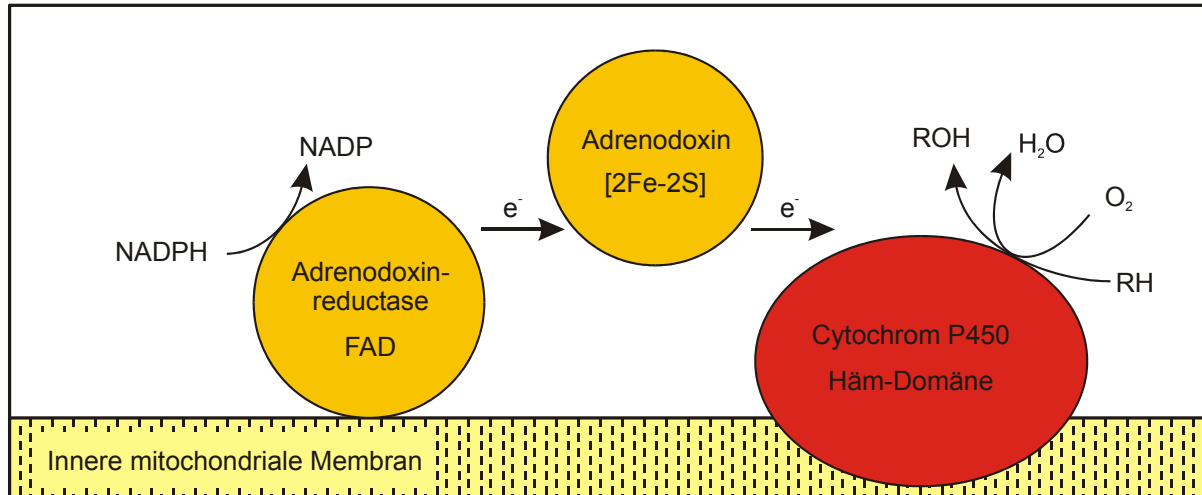 NADP
NADPH
Adrenodoxin-
reductase
FAD
e⁻
Adrenodoxin
[2Fe-2S]
e⁻
ROH
H₂O
O₂
RH
Cytochrom P450
Häm-Domäne
Innere mitochondriale Membran